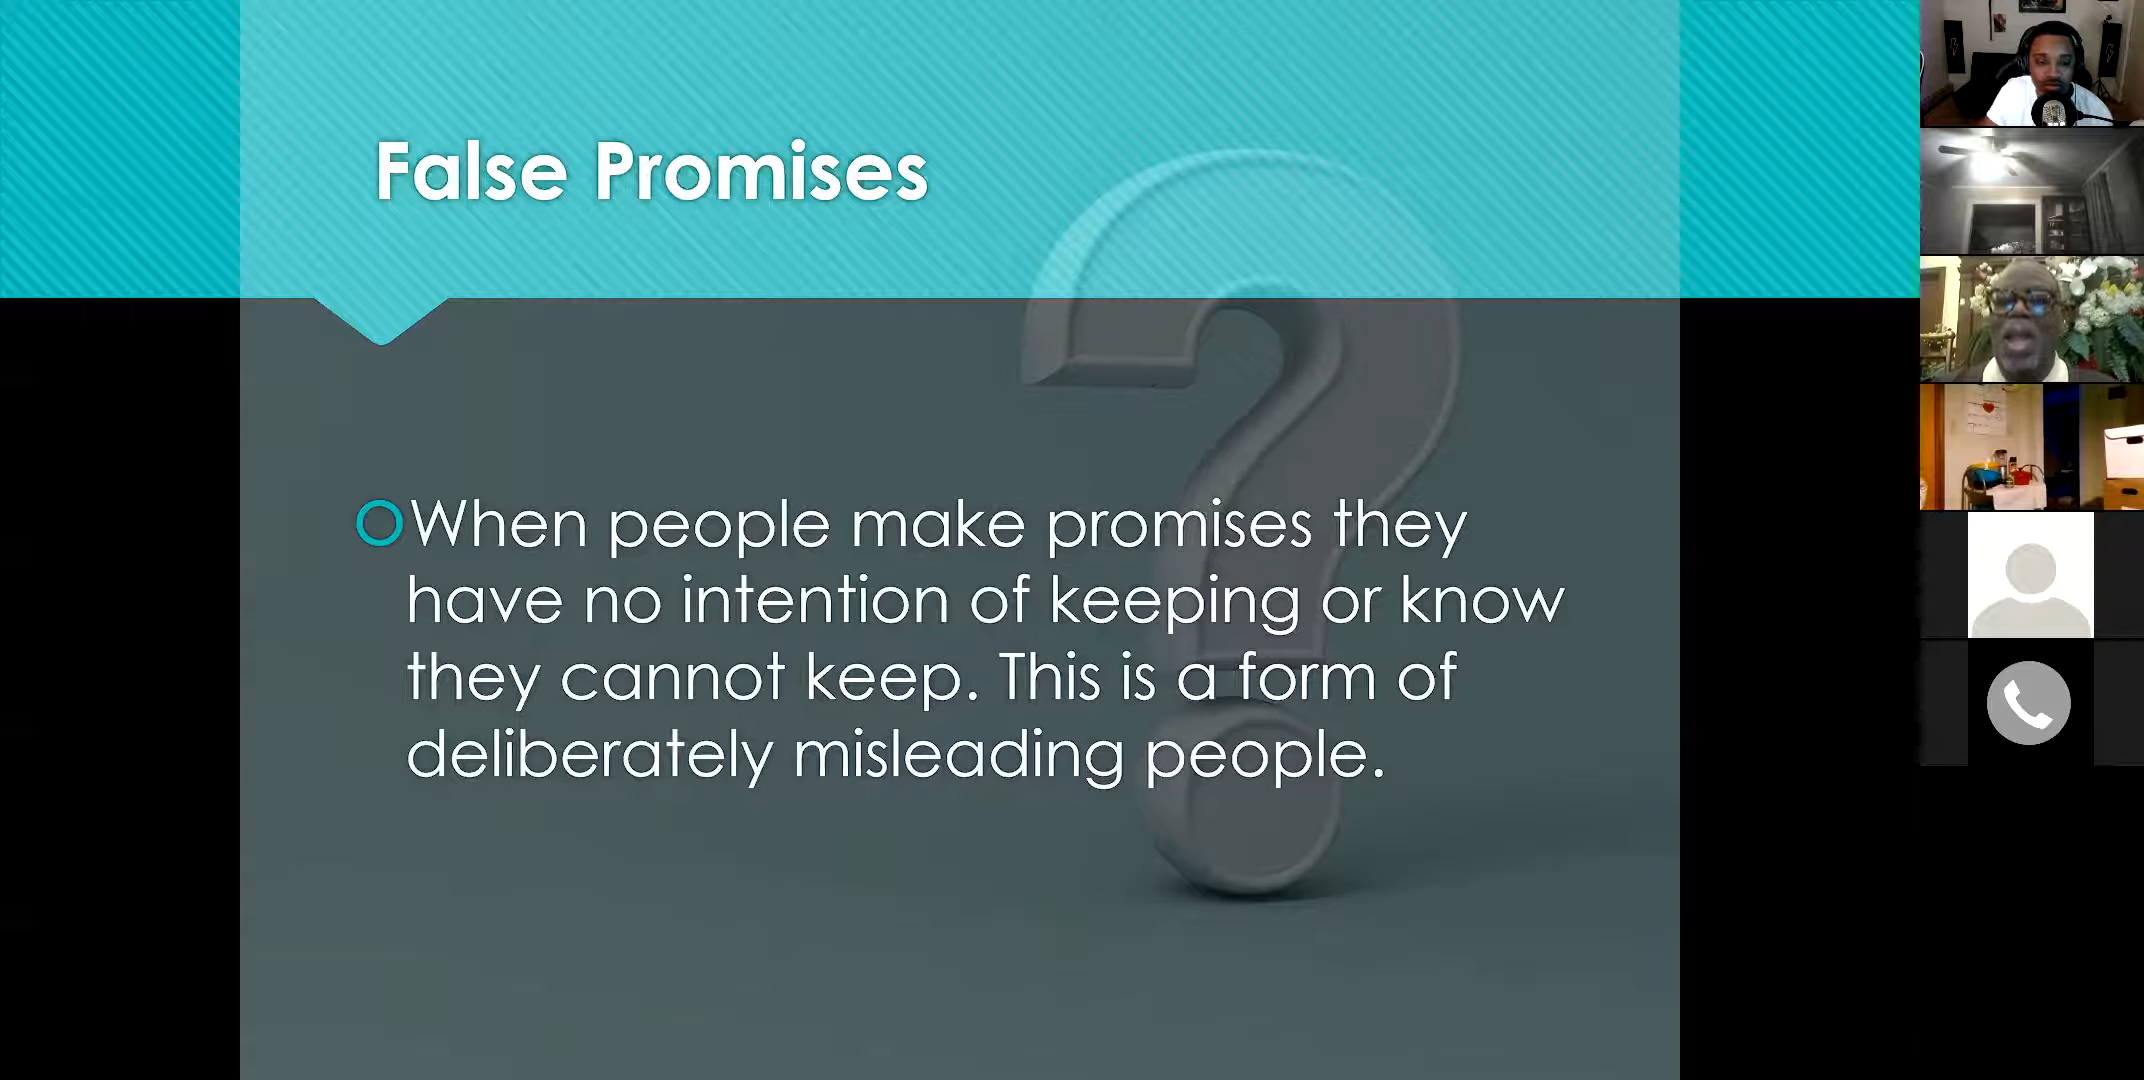 False Promises
When people make promises they
have no intention of keeping or know
they cannot keep. This is a form of
deliberately misleading people.